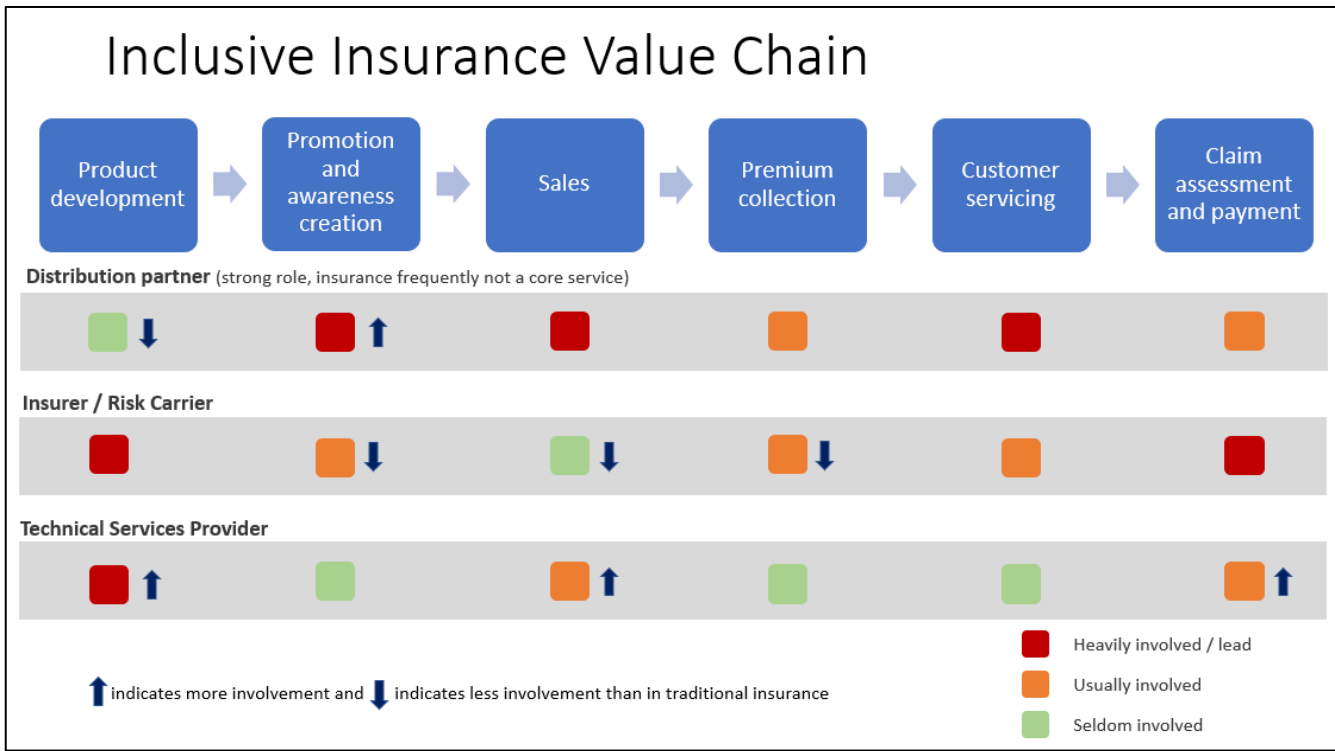 Inclusive Insurance Value Chain
Product
development
Promotion
and
awareness
creation
Sales
Premium
collection
Customer
servicing
Claim
assessment
and payment
Distribution partner (strong role, insurance frequently not a core service)
Insurer / Risk Carrier
Technical Services Provider
Heavily involved / lead
Usually involved
Seldom involved
indicates more involvement and indicates less involvement than in traditional insurance